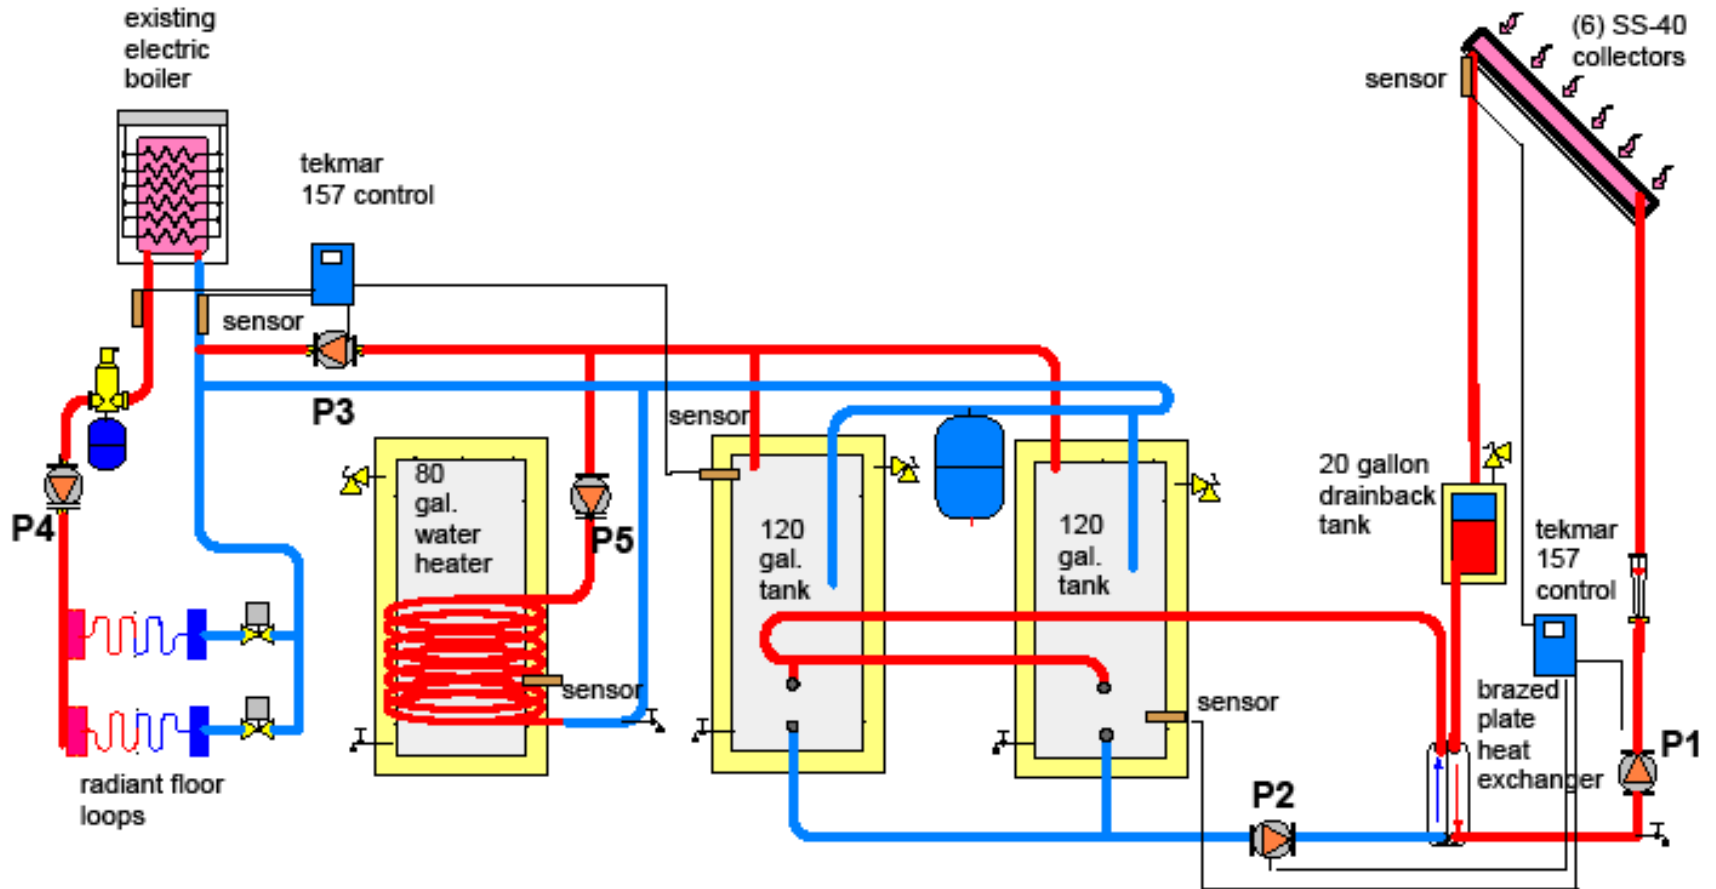 existing
electric
boiler
(6) SS-40
collectors
sensor
tekmar
157 control
sensor
P3
sensor
20 gallon
drainback
tank
80
gal.
water
heater
P4
P5
120
gal.
tank
120
gal.
tank
tekmar
157
control
sensor
sensor
brazed
plate
heat
exchanger
P1
radiant floor
loops
P2